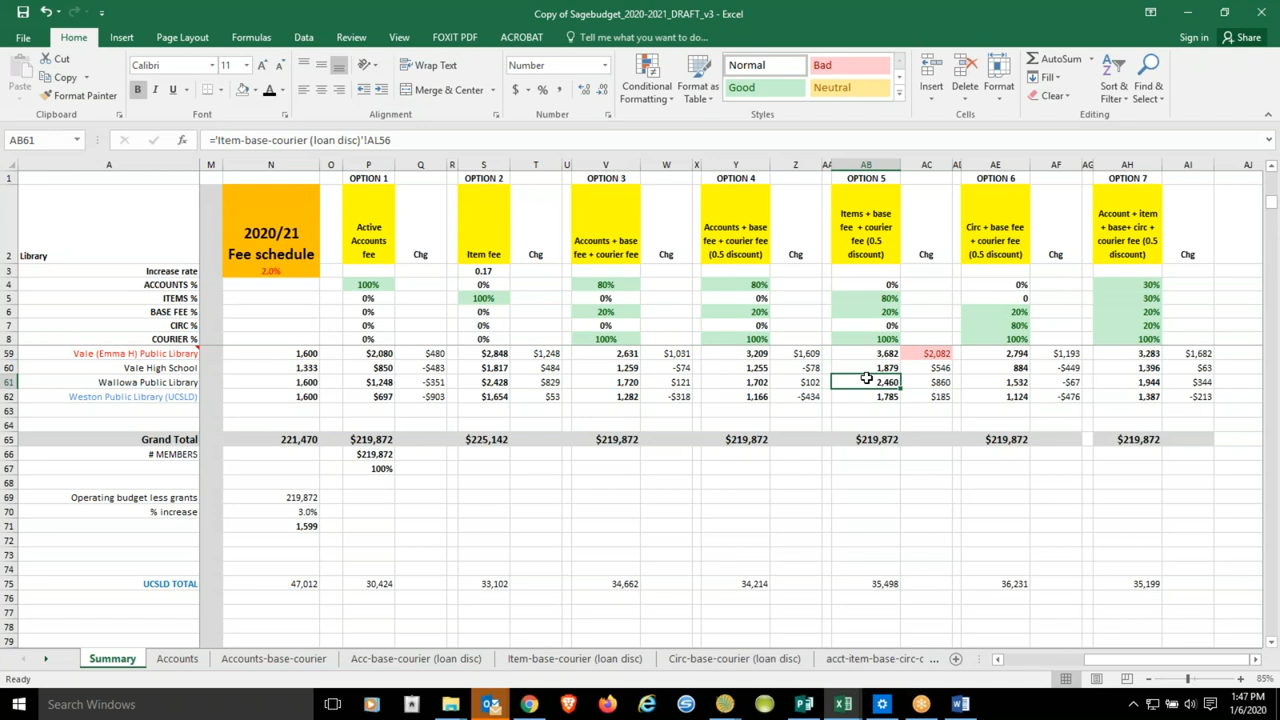 Copy of Sagebudget_2020-2021_DRAFT_v3 - Excel
File Home Insert Page Layout Formulas Data Review View FOXIT PDF ACROBAT Tell me what you want to do... Sign in Share
Paste Cut Copy Format Painter Clipboard
Calibri 11 B I U A Font
Wrap Text Merge & Center Alignment
Number $ % , Number
Conditional Formatting Format as Table Normal Bad Good Neutral Styles
Insert Delete Format Cells
AutoSum Fill Clear Sort & Filter Find & Select Editing
AB61 fx ='Item-base-courier (loan disc)'!AL56
A M N O P Q R S T U V W X Y Z AA AB AC AE AF AG AH AI AJ
1 OPTION 1 OPTION 2 OPTION 3 OPTION 4 OPTION 5 OPTION 6 OPTION 7
2 Library 2020/21 Fee schedule Active Accounts fee Chg Item fee Chg Accounts + base fee + courier fee Chg Accounts + base fee + courier fee (0.5 discount) Chg Items + base fee + courier fee (0.5 discount) Chg Circ + base fee + courier fee (0.5 discount) Chg Account + item + base+ circ + courier fee (0.5 discount) Chg
3 Increase rate 2.0% 0.17
4 ACCOUNTS % 100% 0% 80% 80% 0% 0% 30%
5 ITEMS % 0% 100% 0% 0% 80% 0 30%
6 BASE FEE % 0% 0% 20% 20% 20% 20% 20%
7 CIRC % 0% 0% 0% 0% 0% 80% 20%
8 COURIER % 0% 0% 100% 100% 100% 100% 100%
59 Vale (Emma H) Public Library 1,600 $2,080 $480 $2,848 $1,248 2,631 $1,031 3,209 $1,609 3,682 $2,082 2,794 $1,193 3,283 $1,682
60 Vale High School 1,333 $850 -$483 $1,817 $484 1,259 -$74 1,255 -$78 1,879 $546 884 -$449 1,396 $63
61 Wallowa Public Library 1,600 $1,248 -$351 $2,428 $829 1,720 $121 1,702 $102 2,460 $860 1,532 -$67 1,944 $344
62 Weston Public Library (UCSLD) 1,600 $697 -$903 $1,654 $53 1,282 -$318 1,166 -$434 1,785 $185 1,124 -$476 1,387 -$213
63
64
65 Grand Total 221,470 $219,872 $225,142 $219,872 $219,872 $219,872 $219,872 $219,872
66 # MEMBERS $219,872
67 100%
68
69 Operating budget less grants 219,872
70 % increase 3.0%
71 1,599
72
73
74
75 UCSLD TOTAL 47,012 30,424 33,102 34,662 34,214 35,498 36,231 35,199
76
77
78
79
Summary Accounts Accounts-base-courier Acc-base-courier (loan disc) Item-base-courier (loan disc) Circ-base-courier (loan disc) acct-item-base-circ-c ...
Ready 85%
Search Windows 1:47 PM
1/6/2020